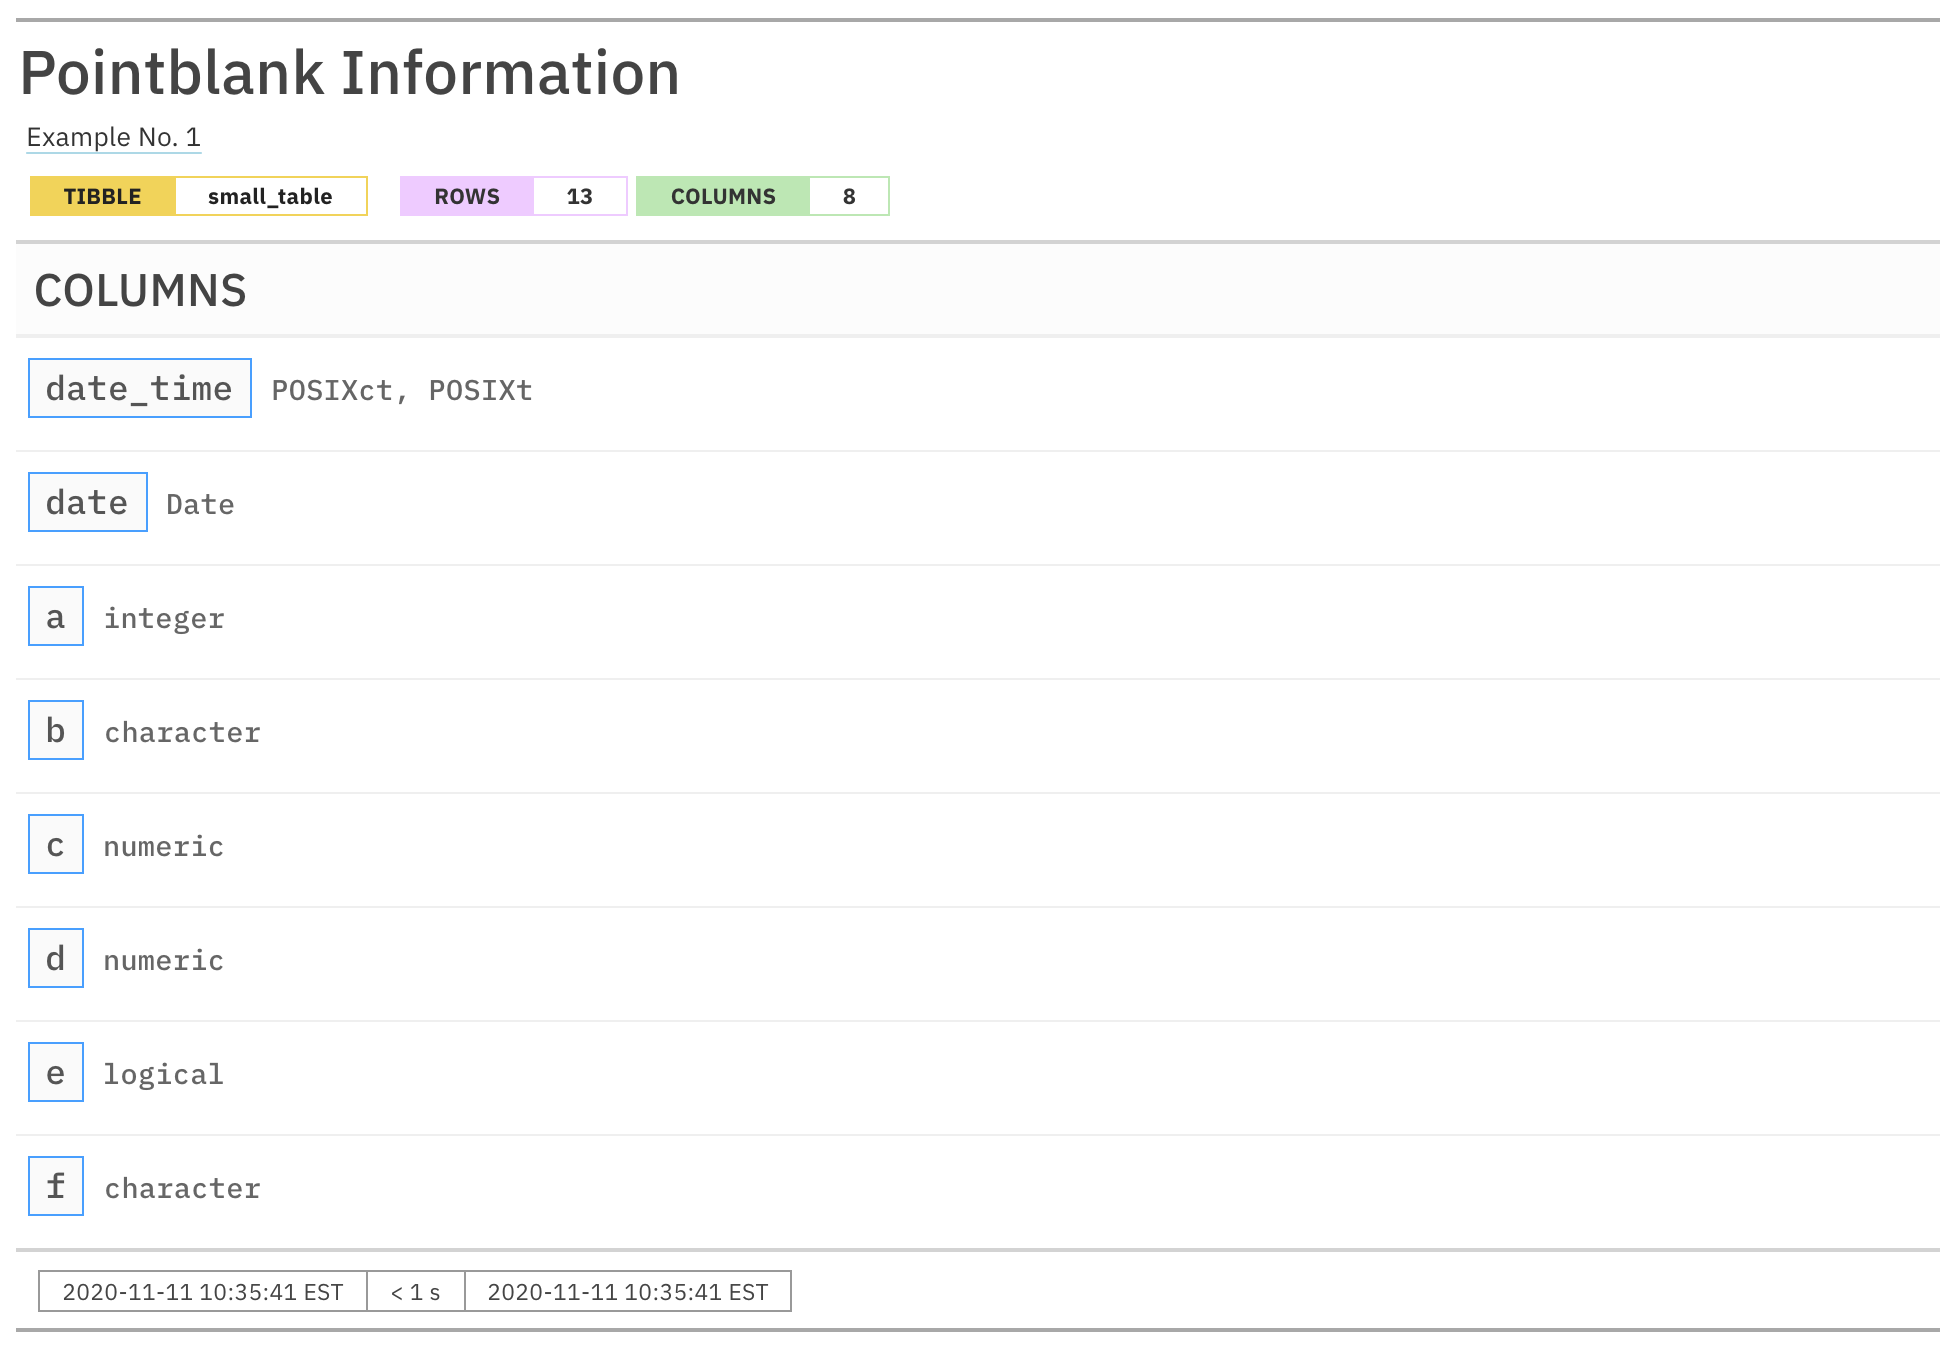 Pointblank Information
Example No. 1
TIBBLE small_table ROWS 13 COLUMNS 8
COLUMNS
date_time POSIXct, POSIXt
date Date
a integer
b character
c numeric
d numeric
e logical
f character
2020-11-11 10:35:41 EST < 1 s 2020-11-11 10:35:41 EST